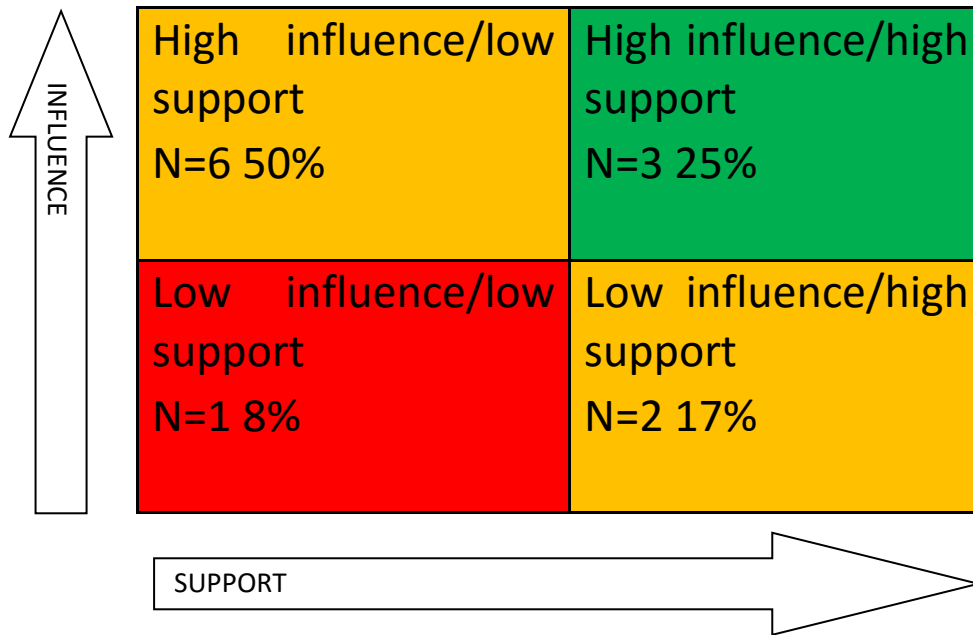 INFLUENCE
High influence/low
support
N=6 50%
High influence/high
support
N=3 25%
Low influence/low
support
N=1 8%
Low influence/high
support
N=2 17%
SUPPORT